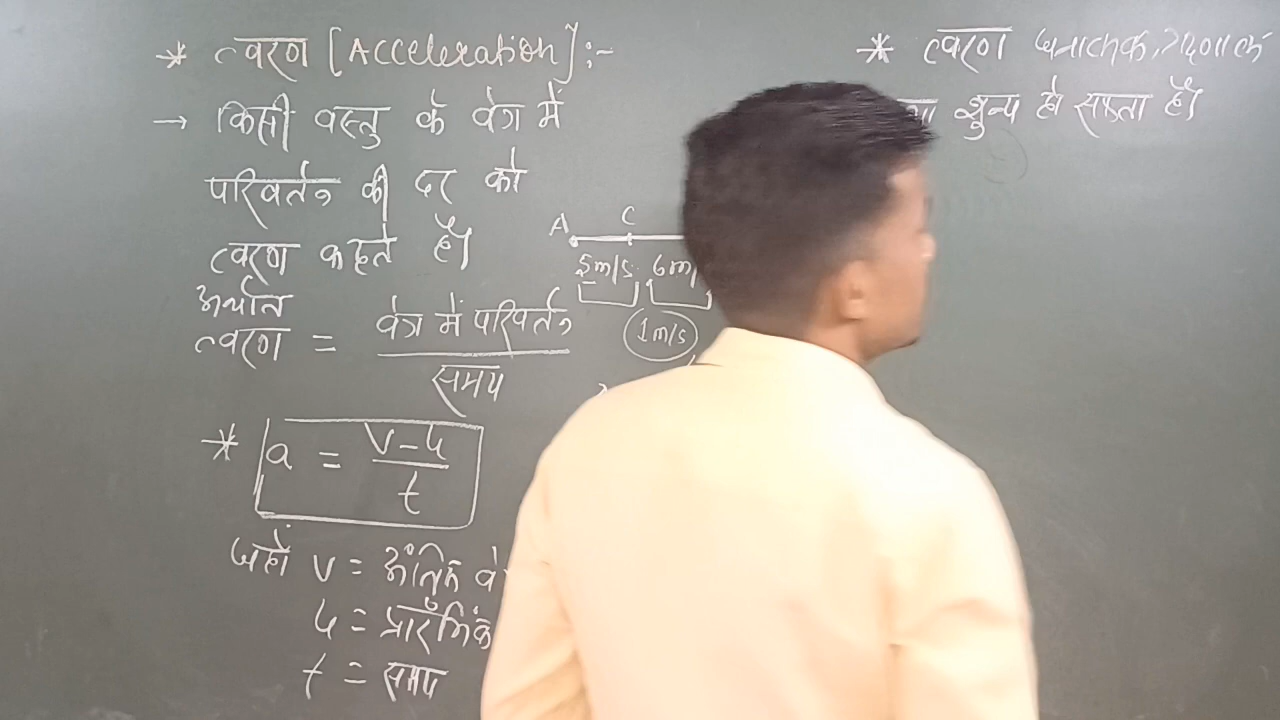 * त्वरण [Acceleration]:-
→ किसी वस्तु के वेग में
परिवर्तन की दर को
त्वरण कहते हैं।
अर्थात
त्वरण = वेग में परिवर्तन
समय
* a = v-u
t
जहाँ v = अंतिम वे
u = प्रारंभिक
t = समय
A C
5m/s 6m/
1m/s
* त्वरण धनात्मक, ऋणात्मक
शुन्य हो सकता है।